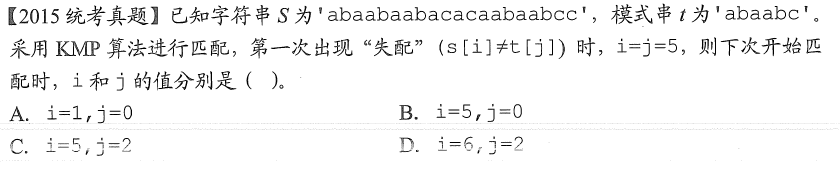 【2015 统考真题】已知字符串 S 为'abaabaabacacaabaabcc', 模式串 t 为'abaabc'。
采用 KMP 算法进行匹配，第一次出现“失配”(s[i]≠t[j]) 时，i=j=5，则下次开始匹
配时，i 和 j 的值分别是 (　)。
A. i=1,j=0　B. i=5,j=0
C. i=5,j=2　D. i=6,j=2